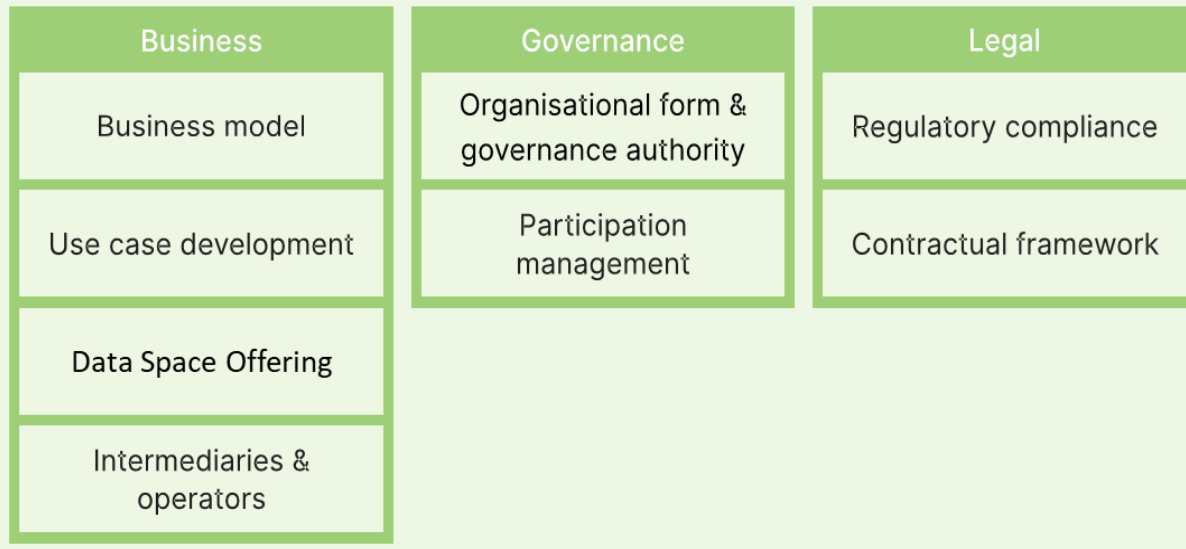 Business
Business model
Use case development
Data Space Offering
Intermediaries &
operators
Governance
Organisational form &
governance authority
Participation
management
Legal
Regulatory compliance
Contractual framework